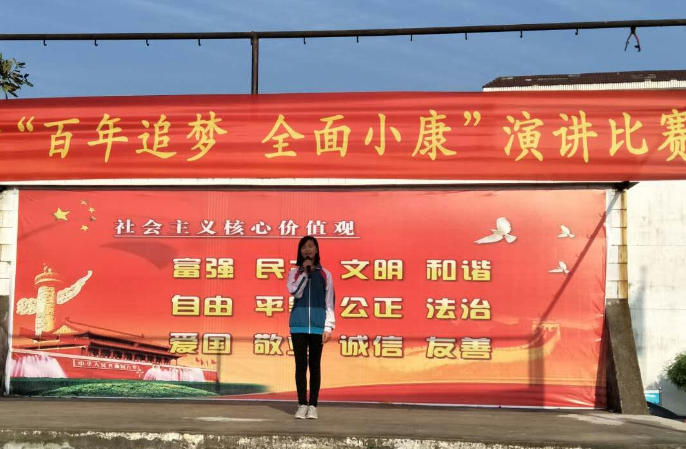 “百年追梦 全面小康”演讲比赛
社会主义核心价值观
富强 民 文明 和谐
自由 平 公正 法治
爱国 敬 诚信 友善